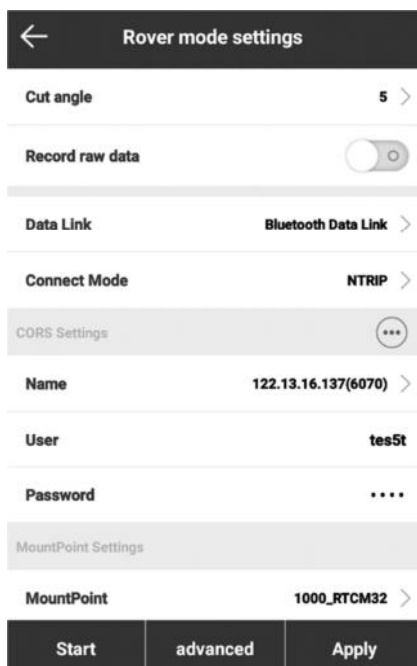 Rover mode settings
Cut angle 5
Record raw data
Data Link Bluetooth Data Link
Connect Mode NTRIP
CORS Settings
Name 122.13.16.137(6070)
User tes5t
Password ••••
MountPoint Settings
MountPoint 1000_RTCM32
Start advanced Apply